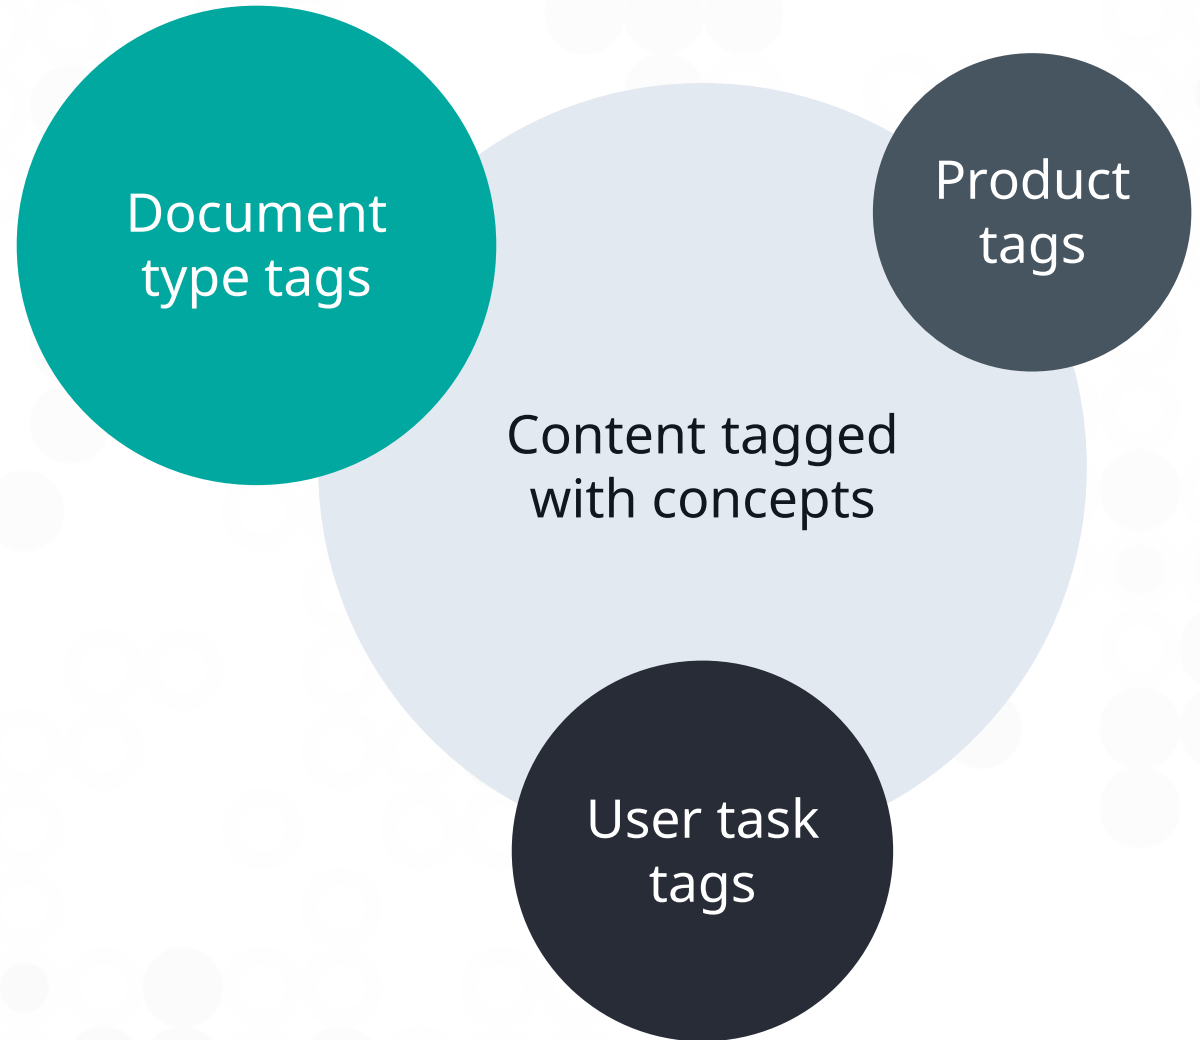 Document
type tags
Product
tags
Content tagged
with concepts
User task
tags